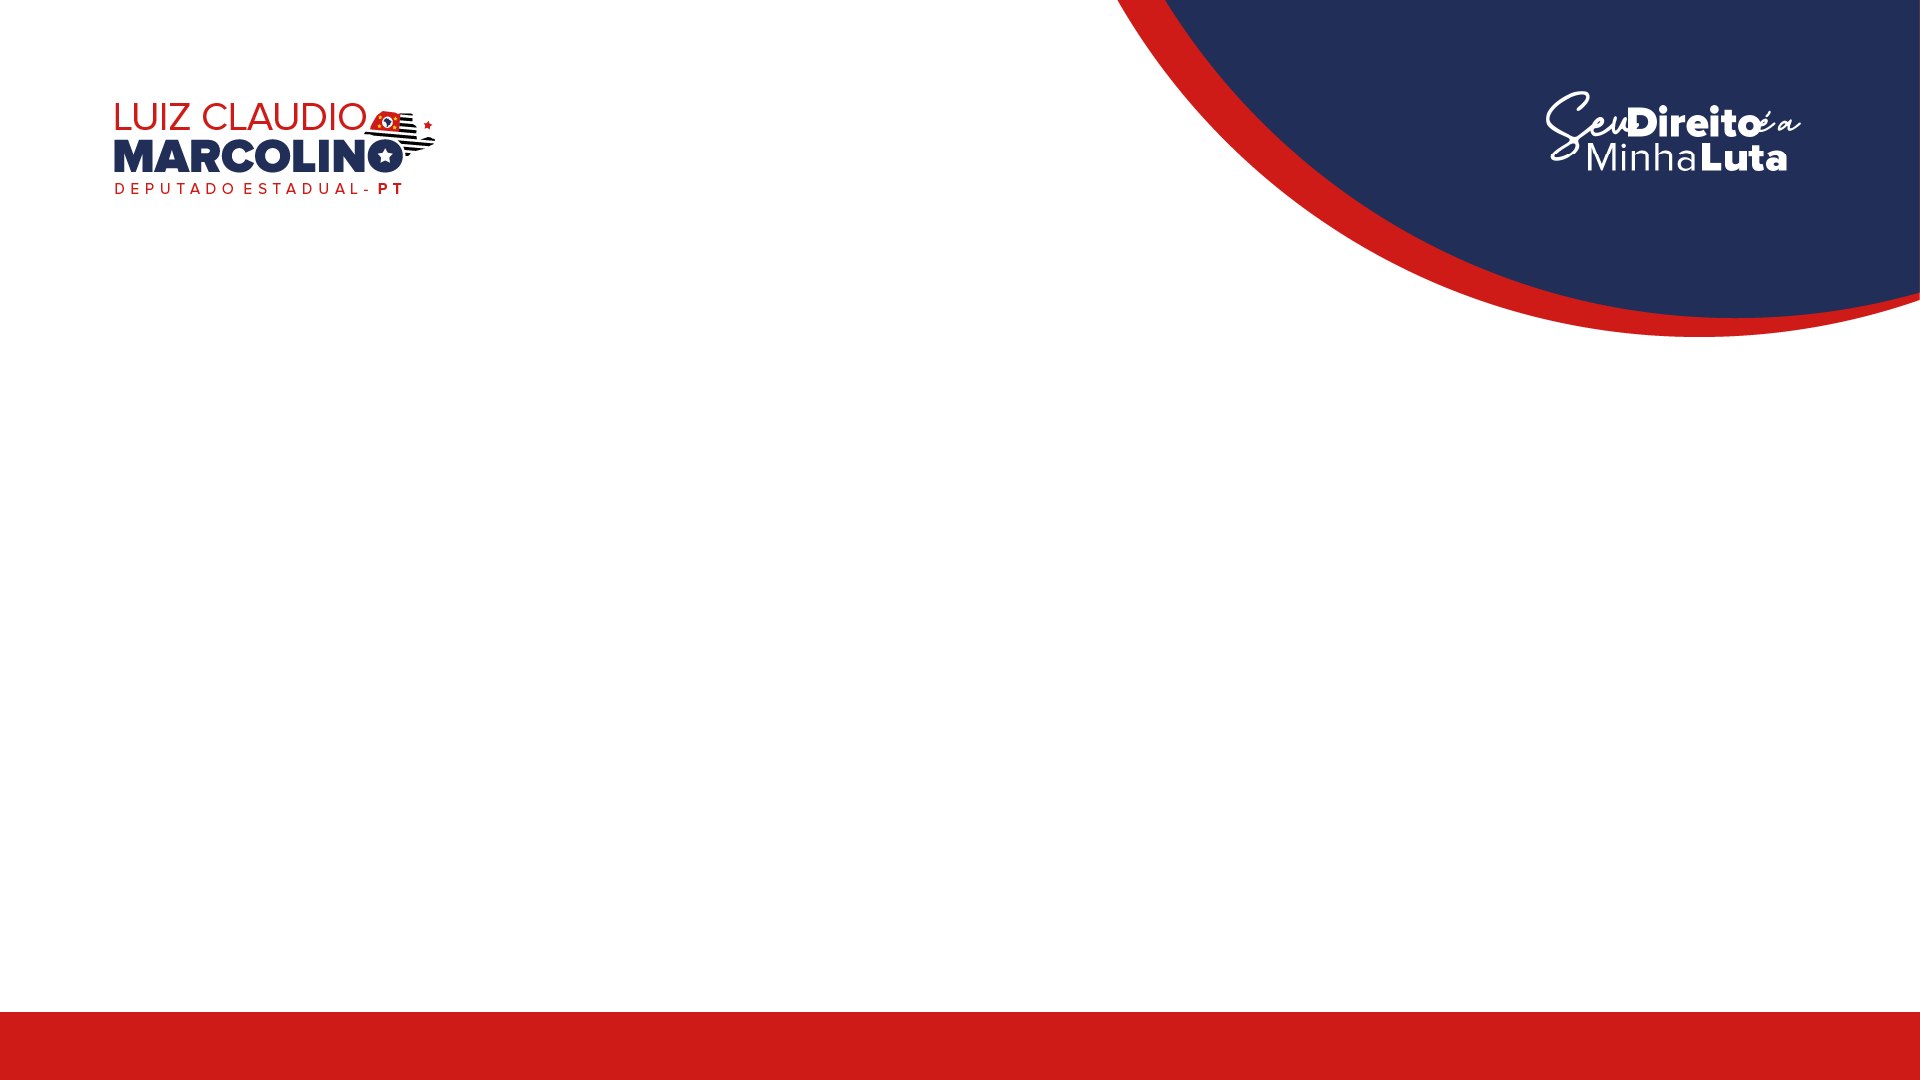 LUIZ CLAUDIO
MARCOLINO
DEPUTADO ESTADUAL - PT
Seu Direito é a
Minha Luta